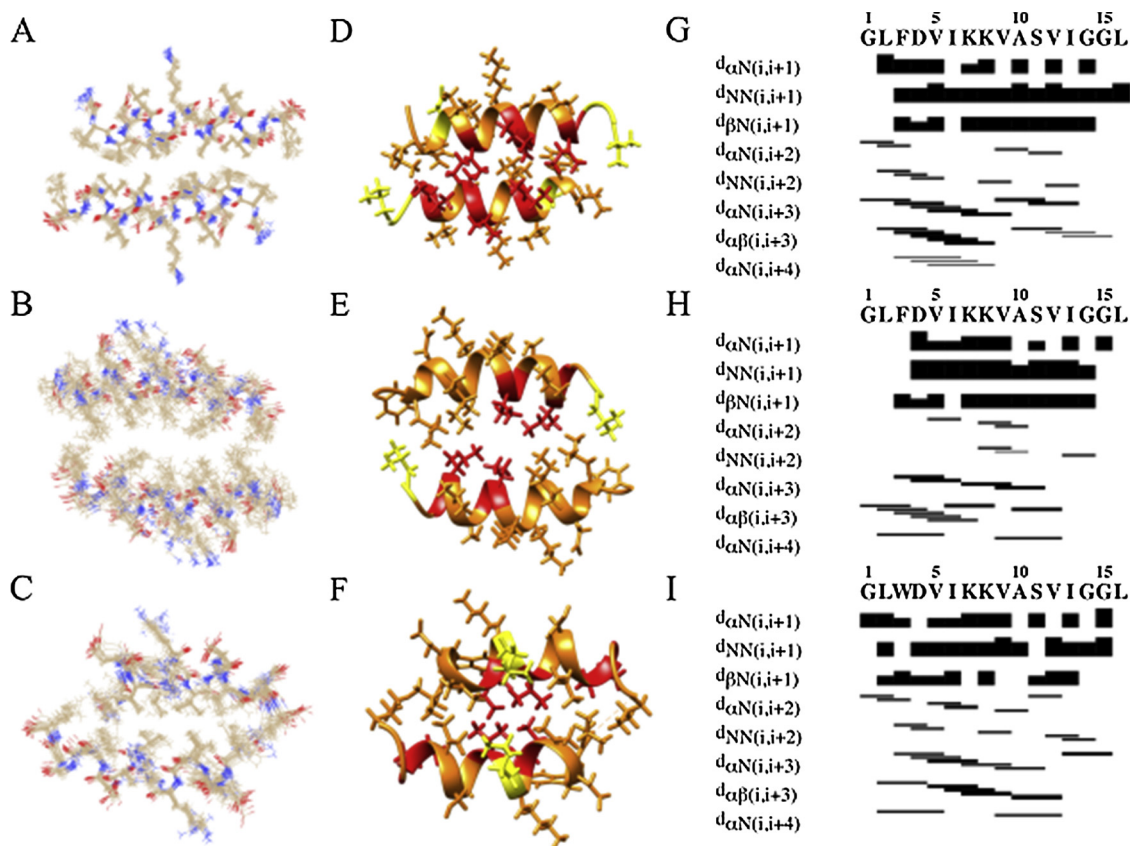 A
D
G
1 5 10 15
GLFDVIKKVASVIGGL
dαN(i,i+1)
dNN(i,i+1)
dβN(i,i+1)
dαN(i,i+2)
dNN(i,i+2)
dαN(i,i+3)
dαβ(i,i+3)
dαN(i,i+4)
B
E
H
1 5 10 15
GLFDVIKKVASVIGGL
dαN(i,i+1)
dNN(i,i+1)
dβN(i,i+1)
dαN(i,i+2)
dNN(i,i+2)
dαN(i,i+3)
dαβ(i,i+3)
dαN(i,i+4)
C
F
I
1 5 10 15
GLWDVIKKVASVIGGL
dαN(i,i+1)
dNN(i,i+1)
dβN(i,i+1)
dαN(i,i+2)
dNN(i,i+2)
dαN(i,i+3)
dαβ(i,i+3)
dαN(i,i+4)